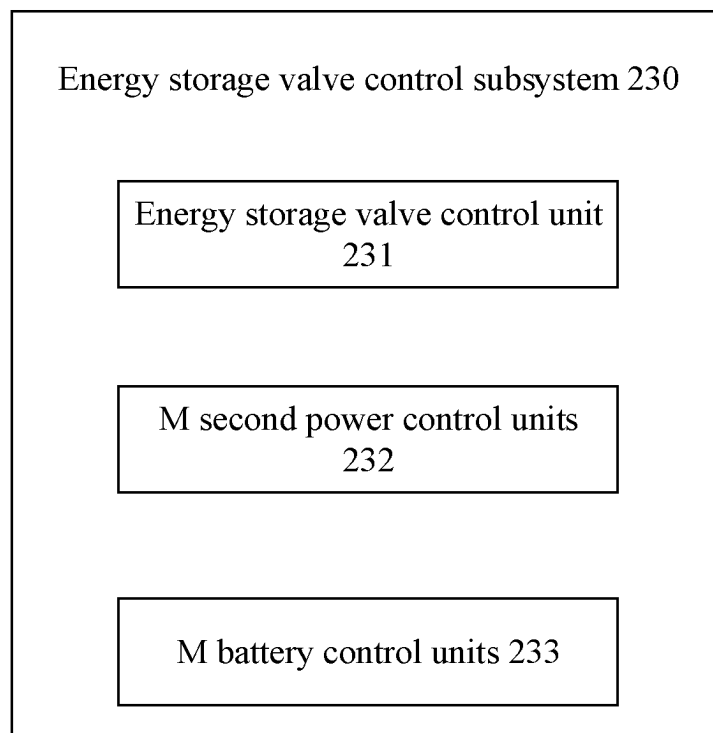 Energy storage valve control subsystem 230
Energy storage valve control unit
231
M second power control units
232
M battery control units 233